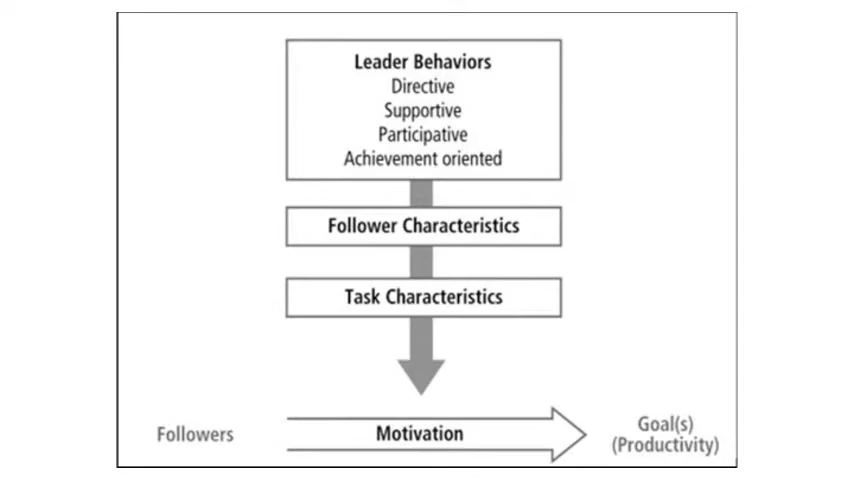 Leader Behaviors
Directive
Supportive
Participative
Achievement oriented
Follower Characteristics
Task Characteristics
Followers
Motivation
Goal(s)
(Productivity)